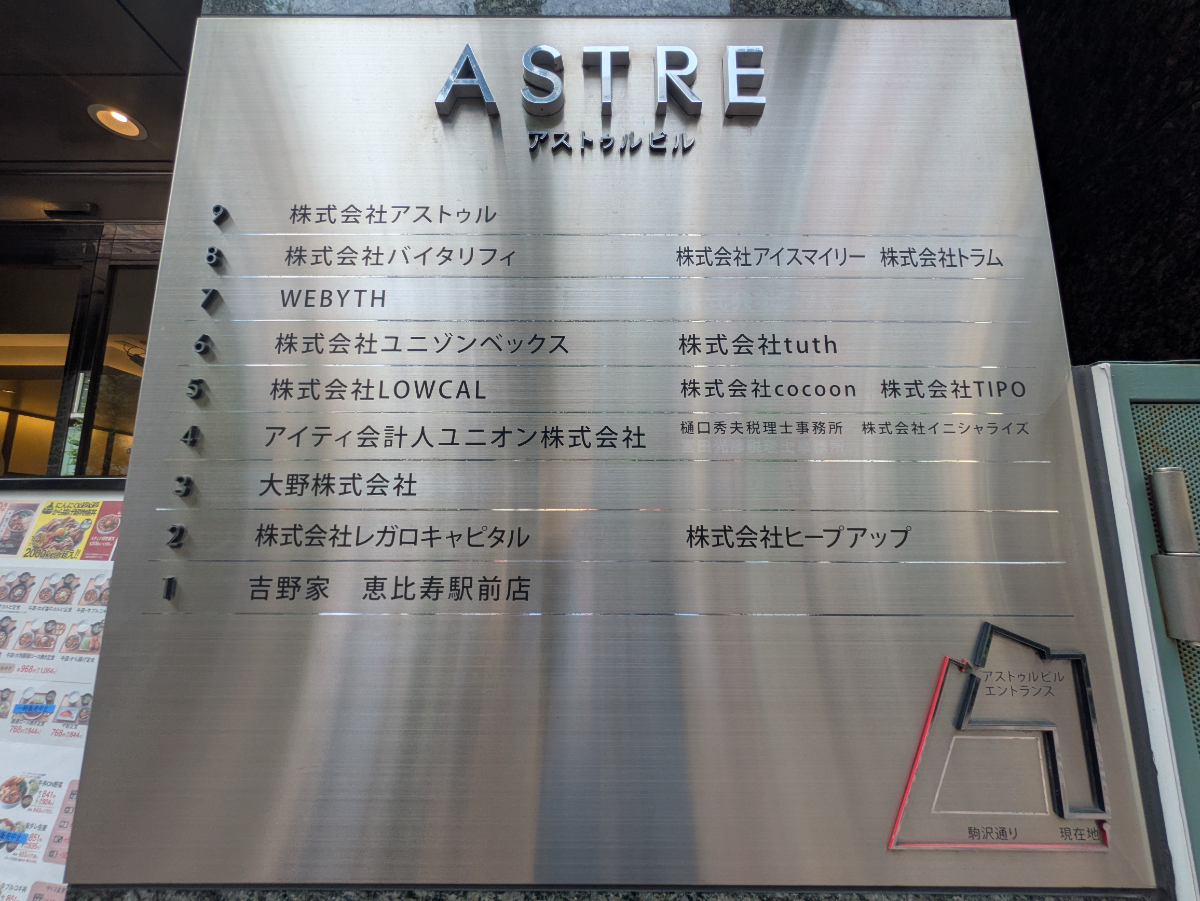 ASTRE
アストゥルビル
9 株式会社アストゥル
8 株式会社バイタリフィ 株式会社アイスマイリー 株式会社トラム
7 WEBYTH
6 株式会社ユニゾンベックス 株式会社tuth
5 株式会社LOWCAL 株式会社cocoon 株式会社TIPO
4 アイティ会計人ユニオン株式会社 樋口秀夫税理士事務所 株式会社イニシャライズ
3 大野株式会社
2 株式会社レガロキャピタル 株式会社ヒープアップ
1 吉野家 恵比寿駅前店
アストゥルビル
エントランス
駒沢通り 現在地